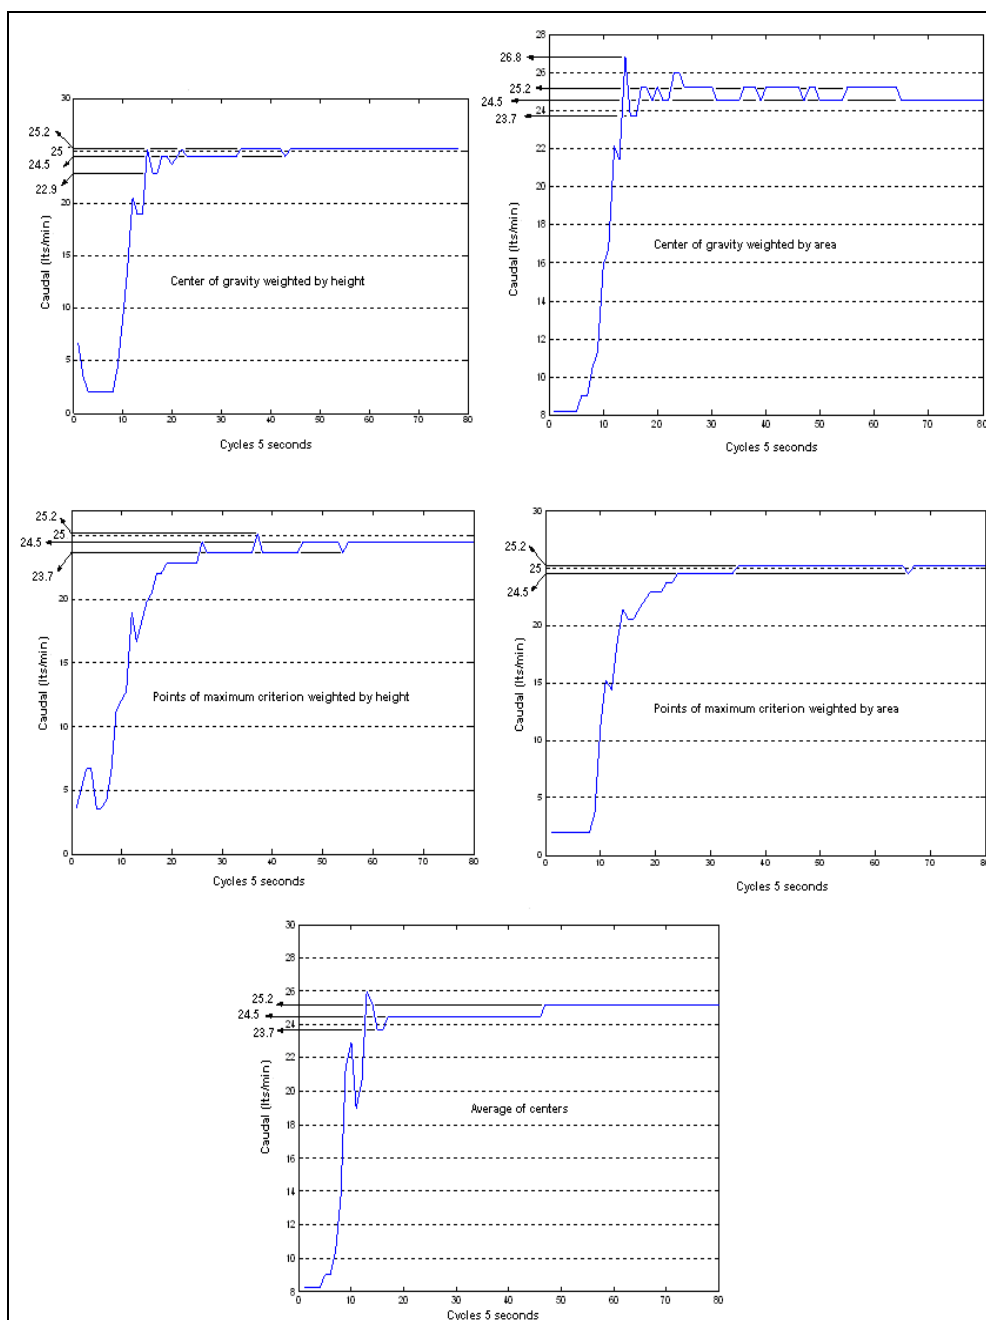 30
25.2
25
24.5
22.9
20
15
10
5
0
Caudal (lts/min)
Center of gravity weighted by height
0 10 20 30 40 50 60 70 80
Cycles 5 seconds
28
26.8
26
25.2
24.5
24
23.7
22
20
18
16
14
12
10
8
Caudal (lts/min)
Center of gravity weighted by area
0 10 20 30 40 50 60 70 80
Cycles 5 seconds
25.2
25
24.5
23.7
20
15
10
5
0
Caudal (lts/min)
Points of maximum criterion weighted by height
0 10 20 30 40 50 60 70 80
Cycles 5 seconds
30
25.2
25
24.5
20
15
10
5
0
Caudal (lts/min)
Points of maximum criterion weighted by area
0 10 20 30 40 50 60 70 80
Cycles 5 seconds
30
28
26
25.2
24.5
24
23.7
22
20
18
16
14
12
10
8
Caudal (lts/min)
Average of centers
0 10 20 30 40 50 60 70 80
Cycles 5 seconds